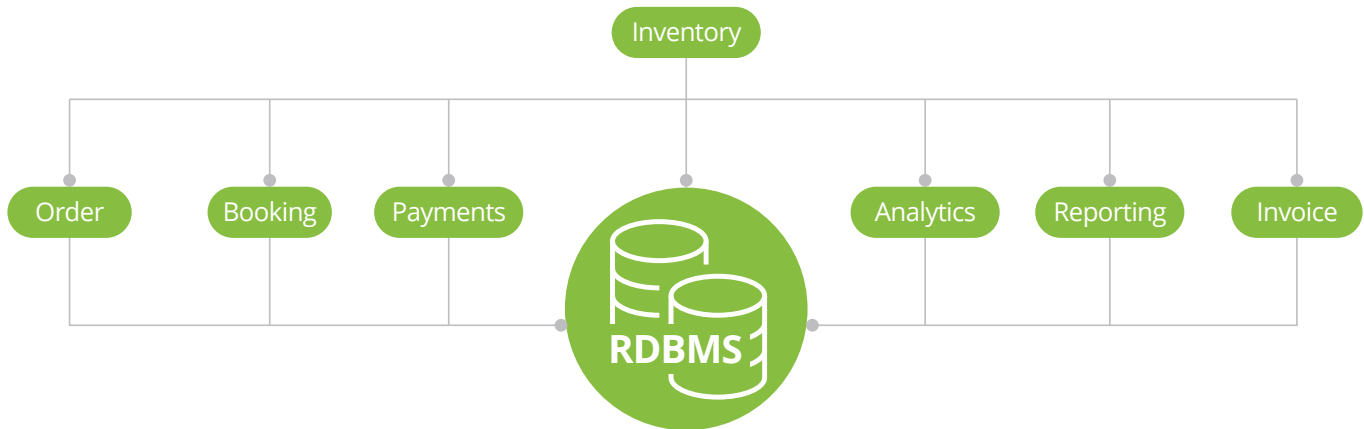 Inventory
Order
Booking
Payments
Analytics
Reporting
Invoice
RDBMS